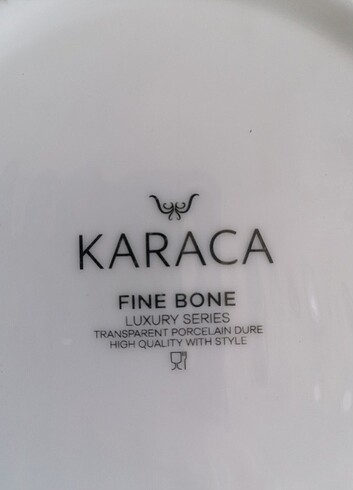 KARACA
FINE BONE
LUXURY SERIES
TRANSPARENT PORCELAIN DURE
HIGH QUALITY WITH STYLE